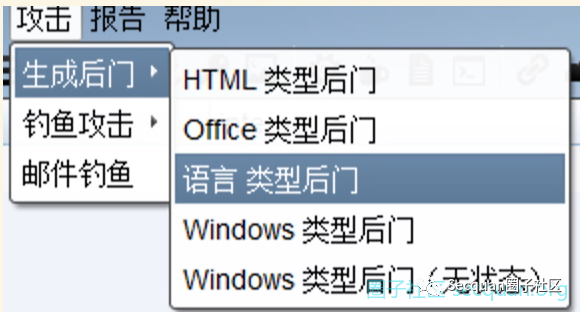 攻击 报告 帮助
生成后门
钓鱼攻击
邮件钓鱼
HTML 类型后门
Office 类型后门
语言 类型后门
Windows 类型后门
Windows 类型后门（无状态）
Secquan圈子社区
圈子社区 secquan.org